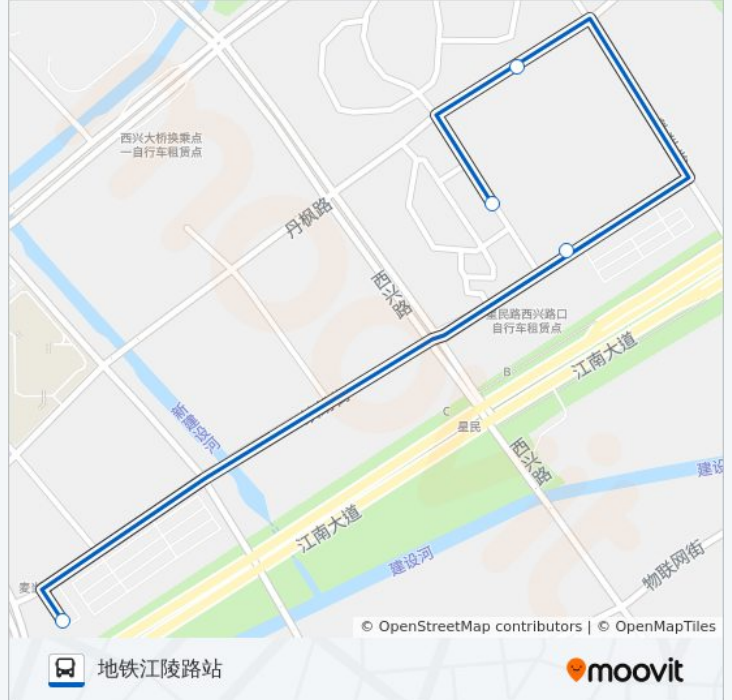 西兴大桥换乘点
—自行车租赁点
丹枫路
西兴路
星民路西兴路口
自行车租赁点
江南大道
B
C
星民
新建设河
西兴路
江南大道
建设河
建设
物联网街
© OpenStreetMap contributors | © OpenMapTiles
地铁江陵路站
moovit